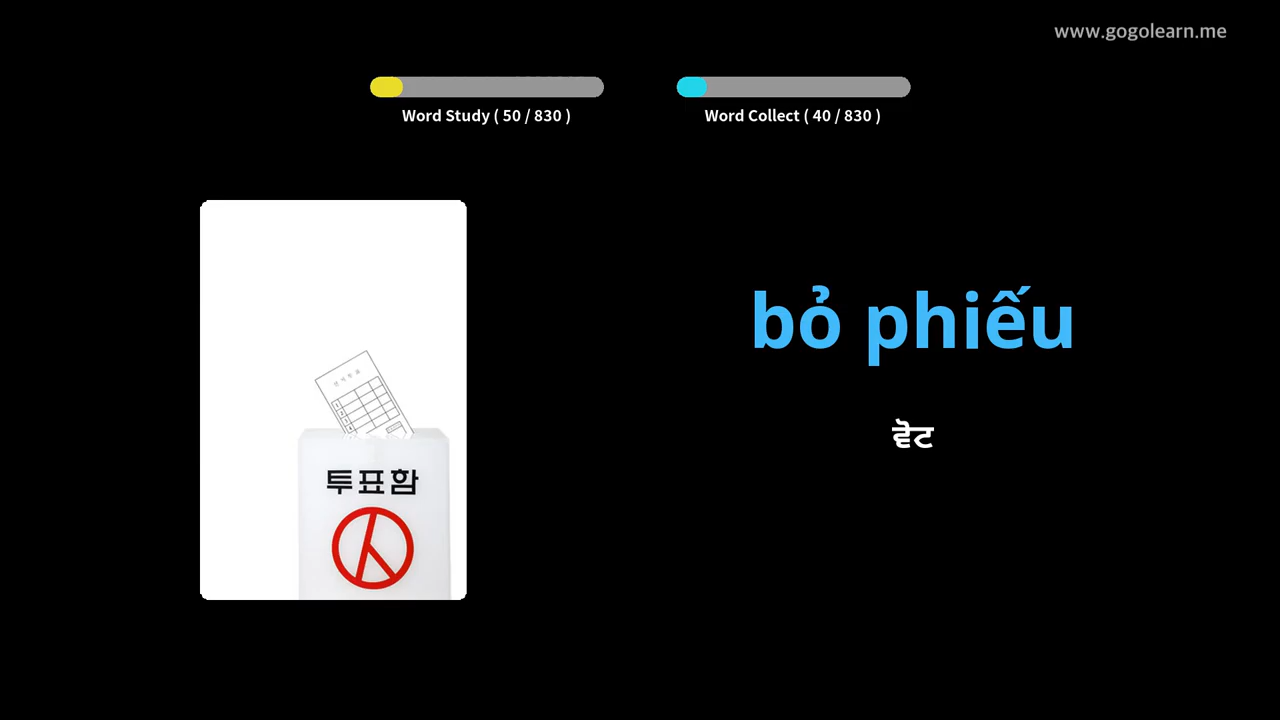 www.gogolearn.me
Word Study ( 50 / 830 )
Word Collect ( 40 / 830 )
bỏ phiếu
ਵੋਟ
투표함